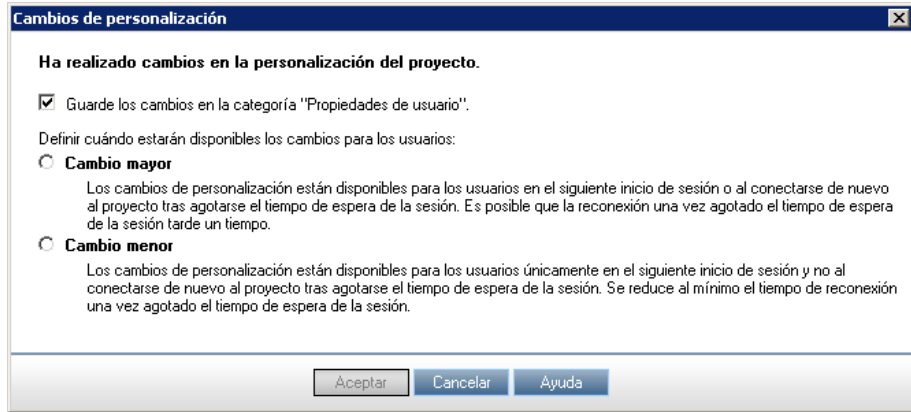 Cambios de personalización
Ha realizado cambios en la personalización del proyecto.
Guarde los cambios en la categoría "Propiedades de usuario".
Definir cuándo estarán disponibles los cambios para los usuarios:
Cambio mayor
Los cambios de personalización están disponibles para los usuarios en el siguiente inicio de sesión o al conectarse de nuevo
al proyecto tras agotarse el tiempo de espera de la sesión. Es posible que la reconexión una vez agotado el tiempo de espera
de la sesión tarde un tiempo.
Cambio menor
Los cambios de personalización están disponibles para los usuarios únicamente en el siguiente inicio de sesión y no al
conectarse de nuevo al proyecto tras agotarse el tiempo de espera de la sesión. Se reduce al mínimo el tiempo de reconexión
una vez agotado el tiempo de espera de la sesión.
Aceptar Cancelar Ayuda